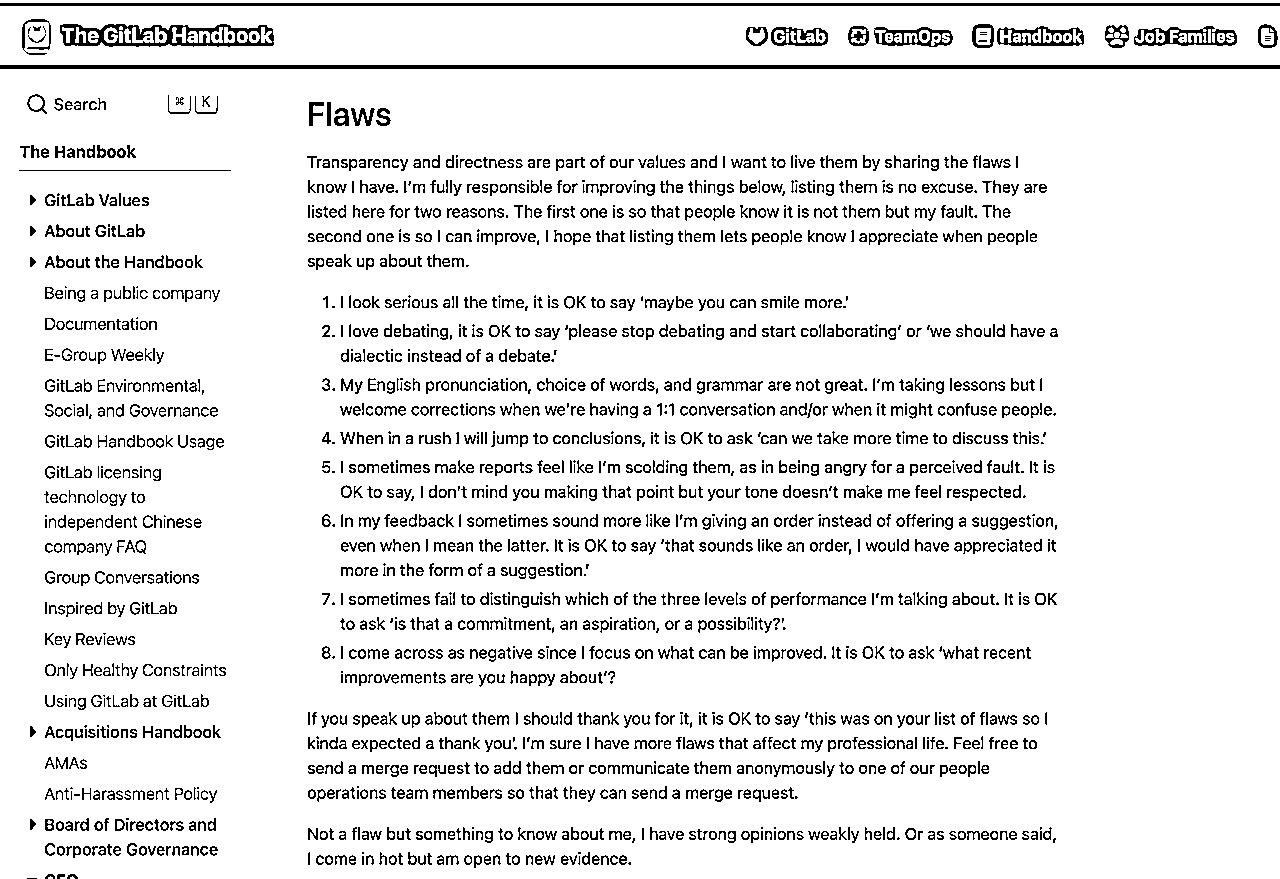 The GitLab Handbook
GitLab
TeamOps
Handbook
Job Families
Search
⌘ K
The Handbook
GitLab Values
About GitLab
About the Handbook
Being a public company
Documentation
E-Group Weekly
GitLab Environmental,
Social, and Governance
GitLab Handbook Usage
GitLab licensing
technology to
independent Chinese
company FAQ
Group Conversations
Inspired by GitLab
Key Reviews
Only Healthy Constraints
Using GitLab at GitLab
Acquisitions Handbook
AMAs
Anti-Harassment Policy
Board of Directors and
Corporate Governance
Flaws
Transparency and directness are part of our values and I want to live them by sharing the flaws I
know I have. I'm fully responsible for improving the things below, listing them is no excuse. They are
listed here for two reasons. The first one is so that people know it is not them but my fault. The
second one is so I can improve, I hope that listing them lets people know I appreciate when people
speak up about them.
1. I look serious all the time, it is OK to say 'maybe you can smile more.'
2. I love debating, it is OK to say 'please stop debating and start collaborating' or 'we should have a
dialectic instead of a debate.'
3. My English pronunciation, choice of words, and grammar are not great. I'm taking lessons but I
welcome corrections when we're having a 1:1 conversation and/or when it might confuse people.
4. When in a rush I will jump to conclusions, it is OK to ask 'can we take more time to discuss this.'
5. I sometimes make reports feel like I'm scolding them, as in being angry for a perceived fault. It is
OK to say, I don't mind you making that point but your tone doesn't make me feel respected.
6. In my feedback I sometimes sound more like I'm giving an order instead of offering a suggestion,
even when I mean the latter. It is OK to say 'that sounds like an order, I would have appreciated it
more in the form of a suggestion.'
7. I sometimes fail to distinguish which of the three levels of performance I'm talking about. It is OK
to ask 'is that a commitment, an aspiration, or a possibility?'.
8. I come across as negative since I focus on what can be improved. It is OK to ask 'what recent
improvements are you happy about'?
If you speak up about them I should thank you for it, it is OK to say 'this was on your list of flaws so I
kinda expected a thank you'. I'm sure I have more flaws that affect my professional life. Feel free to
send a merge request to add them or communicate them anonymously to one of our people
operations team members so that they can send a merge request.
Not a flaw but something to know about me, I have strong opinions weakly held. Or as someone said,
I come in hot but am open to new evidence.